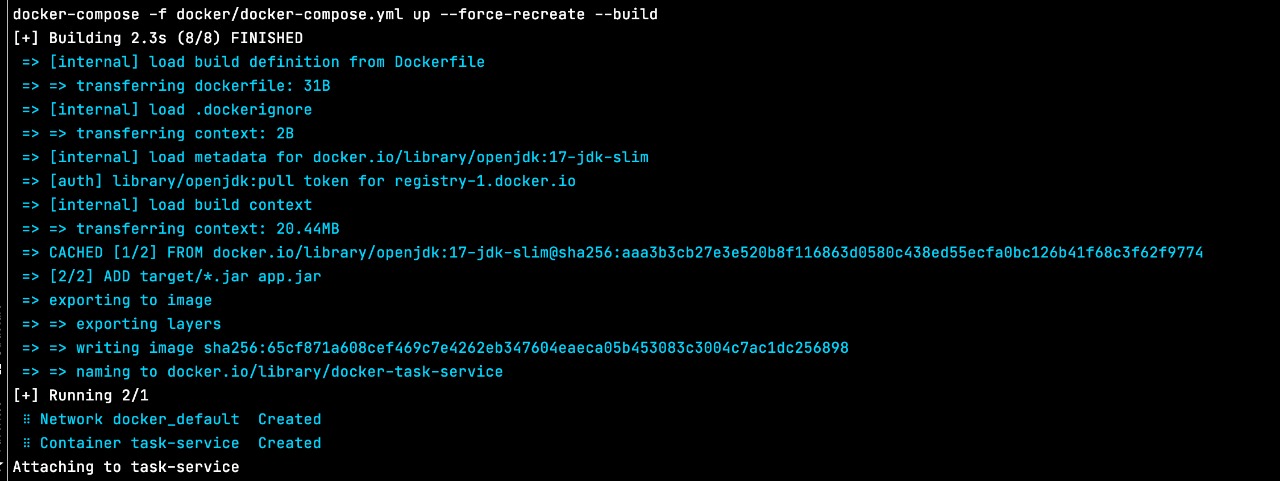 docker-compose -f docker/docker-compose.yml up --force-recreate --build
[+] Building 2.3s (8/8) FINISHED
=> [internal] load build definition from Dockerfile
=> => transferring dockerfile: 31B
=> [internal] load .dockerignore
=> => transferring context: 2B
=> [internal] load metadata for docker.io/library/openjdk:17-jdk-slim
=> [auth] library/openjdk:pull token for registry-1.docker.io
=> [internal] load build context
=> => transferring context: 20.44MB
=> CACHED [1/2] FROM docker.io/library/openjdk:17-jdk-slim@sha256:aaa3b3cb27e3e520b8f116863d0580c438ed55ecfa0bc126b41f68c3f62f9774
=> [2/2] ADD target/*.jar app.jar
=> exporting to image
=> => exporting layers
=> => writing image sha256:65cf871a608cef469c7e4262eb347604eaeca05b453083c3004c7ac1dc256898
=> => naming to docker.io/library/docker-task-service
[+] Running 2/1
⠿ Network docker_default  Created
⠿ Container task-service  Created
Attaching to task-service